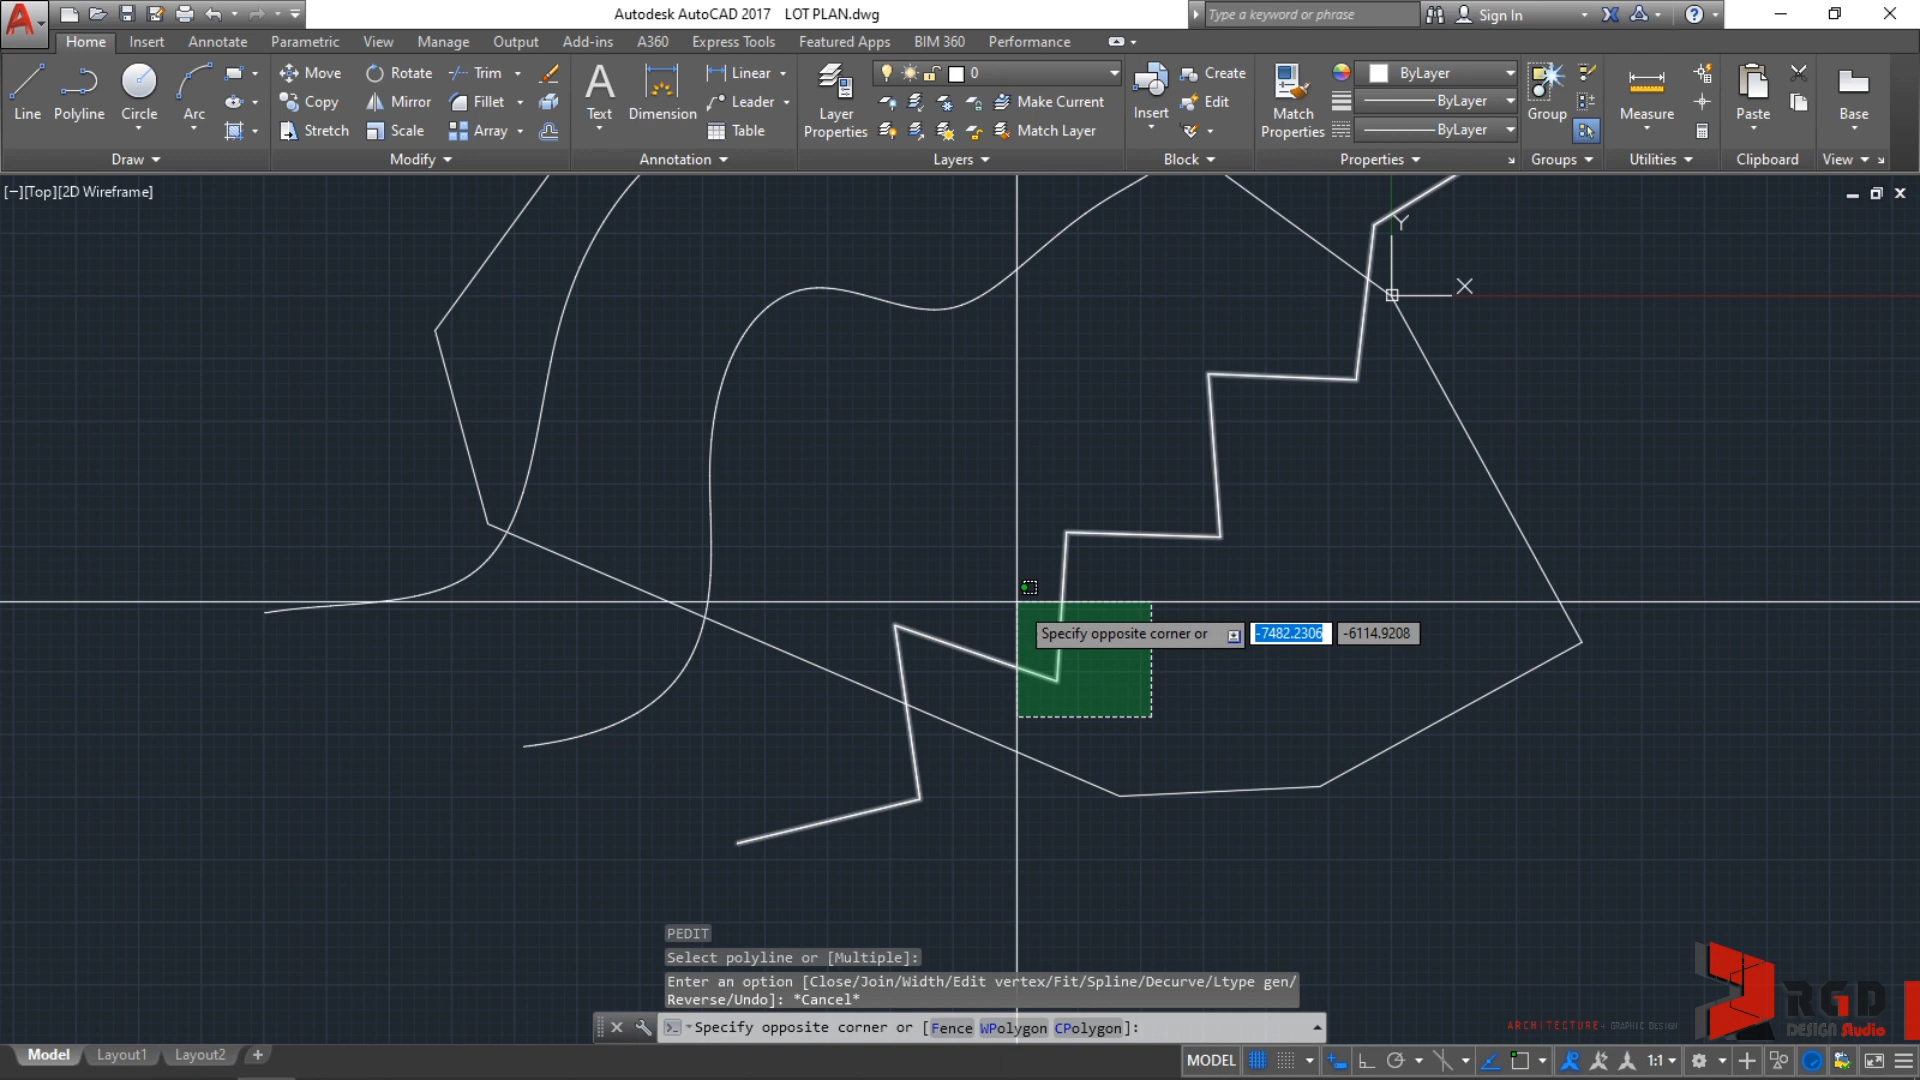 Autodesk AutoCAD 2017 LOT PLAN.dwg
Type a keyword or phrase
Sign In
Home Insert Annotate Parametric View Manage Output Add-ins A360 Express Tools Featured Apps BIM 360 Performance
Line Polyline Circle Arc
Move Rotate Trim
Copy Mirror Fillet
Stretch Scale Array
Text Dimension
Linear
Leader
Table
Layer Properties
0
Make Current
Match Layer
Insert
Create
Edit
Match Properties
ByLayer
ByLayer
ByLayer
Group
Measure
Paste
Base
Draw Modify Annotation Layers Block Properties Groups Utilities Clipboard View
[−][Top][2D Wireframe]
Y
X
Specify opposite corner or -7482.2306 -6114.9208
PEDIT
Select polyline or [Multiple]:
Enter an option [Close/Join/Width/Edit vertex/Fit/Spline/Decurve/Ltype gen/
Reverse/Undo]: *Cancel*
Specify opposite corner or [Fence WPolygon CPolygon]:
RGD
DESIGN Studio
ARCHITECTURE + GRAPHIC DESIGN
Model Layout1 Layout2 +
MODEL 1:1